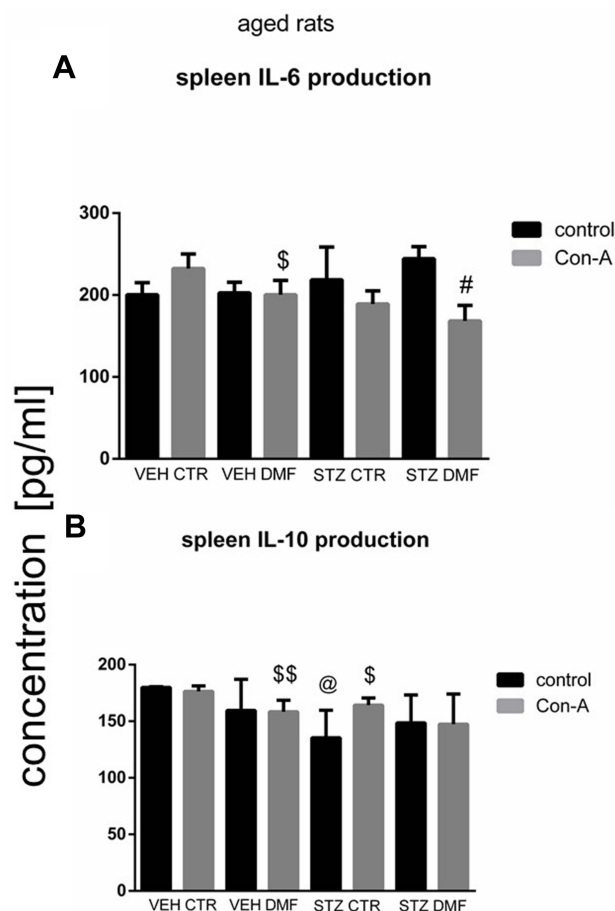 aged rats
A
spleen IL-6 production
300
200
100
0
$
#
control
Con-A
VEH CTR VEH DMF STZ CTR STZ DMF
concentration [pg/ml]
B
spleen IL-10 production
200
150
100
50
0
$$
@
$
control
Con-A
VEH CTR VEH DMF STZ CTR STZ DMF